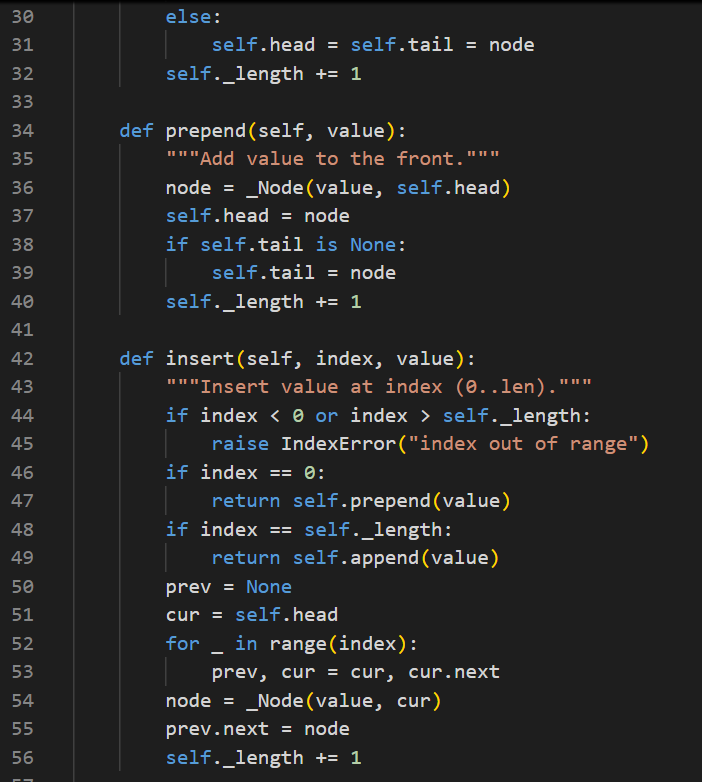 30             else:
31                 self.head = self.tail = node
32             self._length += 1
33
34         def prepend(self, value):
35             """Add value to the front."""
36             node = _Node(value, self.head)
37             self.head = node
38             if self.tail is None:
39                 self.tail = node
40             self._length += 1
41
42         def insert(self, index, value):
43             """Insert value at index (0..len)."""
44             if index < 0 or index > self._length:
45                 raise IndexError("index out of range")
46             if index == 0:
47                 return self.prepend(value)
48             if index == self._length:
49                 return self.append(value)
50             prev = None
51             cur = self.head
52             for _ in range(index):
53                 prev, cur = cur, cur.next
54             node = _Node(value, cur)
55             prev.next = node
56             self._length += 1